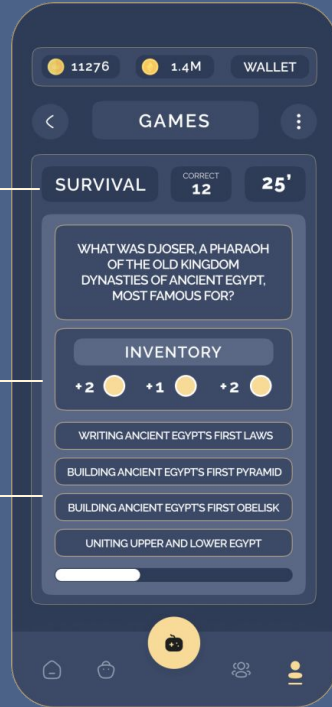 11276 1.4M WALLET
GAMES
SURVIVAL CORRECT 12 25'
WHAT WAS DJOSER, A PHARAOH
OF THE OLD KINGDOM
DYNASTIES OF ANCIENT EGYPT,
MOST FAMOUS FOR?
INVENTORY
+2 +1 +2
WRITING ANCIENT EGYPT'S FIRST LAWS
BUILDING ANCIENT EGYPT'S FIRST PYRAMID
BUILDING ANCIENT EGYPT'S FIRST OBELISK
UNITING UPPER AND LOWER EGYPT